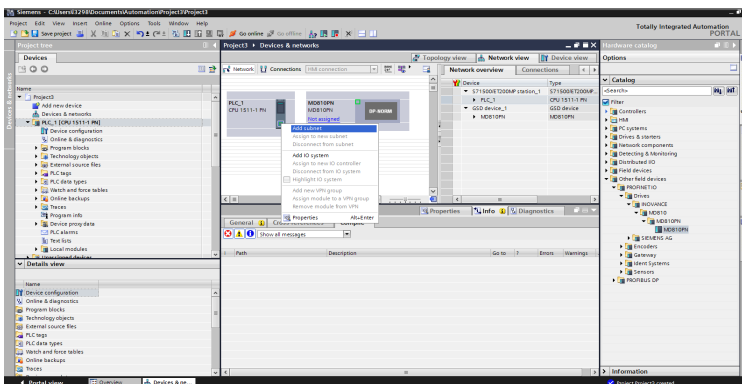 Siemens - C:\Users\E3298\Documents\Automation\Project3\Project3
Project Edit View Insert Online Options Tools Window Help
Totally Integrated Automation
PORTAL
Save project
Go online
Go offline
Project tree
Project3 ▸ Devices & networks
Hardware catalog
Devices
Topology view
Network view
Device view
Options
Network
Connections
HMI connection
Network overview
Connections
Name
Device
Type
Catalog
<Search>
Filter
Project3
Add new device
Devices & networks
PLC_1 [CPU 1511-1 PN]
Device configuration
Online & diagnostics
Program blocks
Technology objects
External source files
PLC tags
PLC data types
Watch and force tables
Online backups
Traces
Program info
Device proxy data
PLC alarms
Text lists
Local modules
Unassigned devices
PLC_1
CPU 1511-1 PN
MD810PN
MD810PN
Not assigned
DP-NORM
Add subnet
Assign to new subnet
Disconnect from subnet
Add IO system
Assign to new IO controller
Disconnect from IO system
Highlight IO system
Add new VPN group
Assign module to a VPN group
Remove module from VPN
Properties Alt+Enter
S71500/ET200MP station_1 S71500/ET200MP...
PLC_1 CPU 1511-1 PN
GSD device_1 GSD device
MD810PN MD810PN
Controllers
HMI
PC systems
Drives & starters
Network components
Detecting & Monitoring
Distributed I/O
Field devices
Other field devices
PROFINET IO
Drives
INOVANCE
MD810
MD810PN
MD810PN
SIEMENS AG
Encoders
Gateway
Ident Systems
Sensors
PROFIBUS DP
Properties
Info
Diagnostics
General
Compile
Show all messages
Path Description Go to ? Errors Warnings
Details view
Name
Device configuration
Online & diagnostics
Program blocks
Technology objects
External source files
PLC tags
PLC data types
Watch and force tables
Online backups
Traces
Information
Portal view
Overview
Devices & ne...
Project Project3 created.